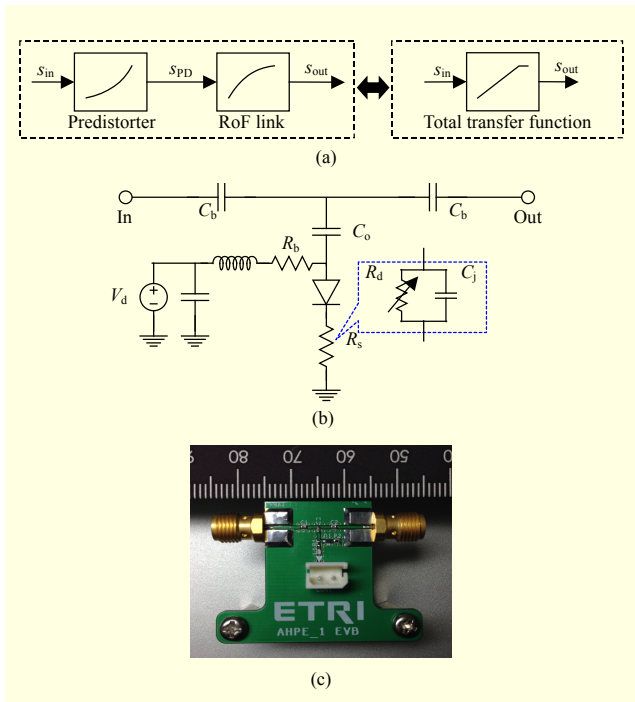 s_in s_PD s_out s_in s_out
Predistorter RoF link Total transfer function
(a)
In C_b C_o C_b Out
R_b
V_d R_d C_j
R_s
(b)
80 70 60 50
ETRI
AHPE_1 EVB
(c)